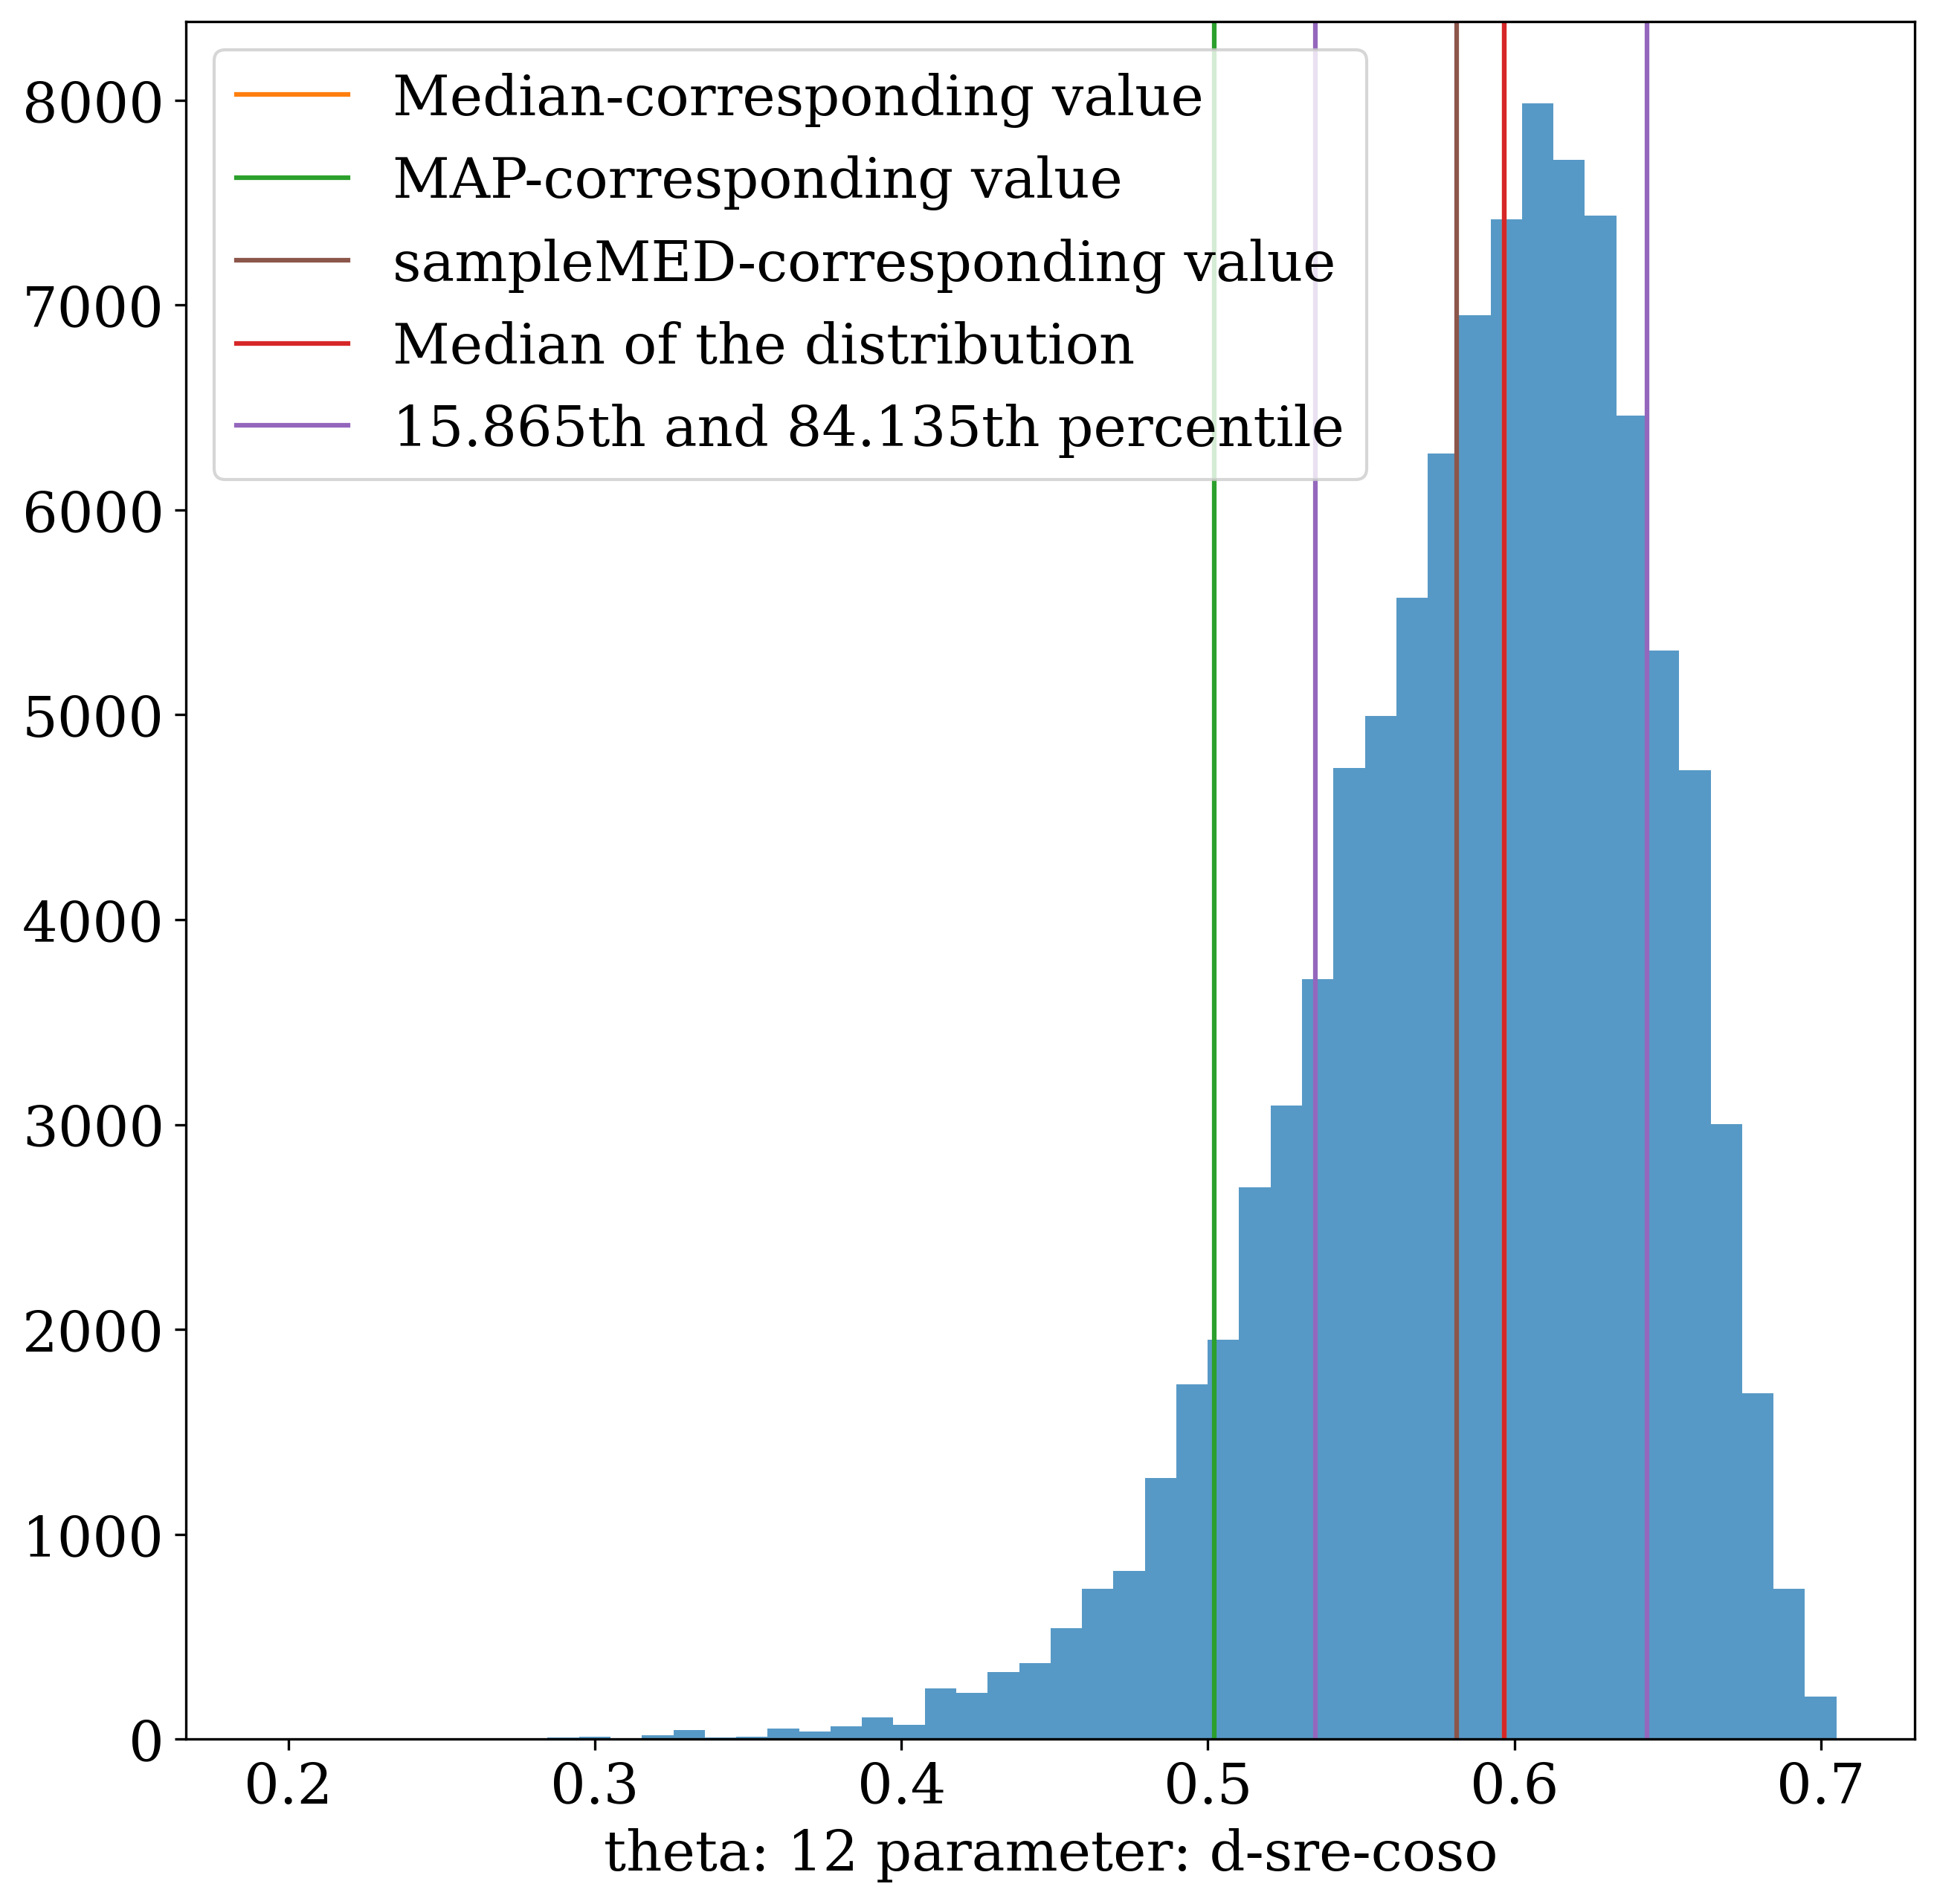 8000
7000
6000
5000
4000
3000
2000
1000
0
Median-corresponding value
MAP-corresponding value
sampleMED-corresponding value
Median of the distribution
15.865th and 84.135th percentile
0.2 0.3 0.4 0.5 0.6 0.7
theta: 12 parameter: d-sre-coso